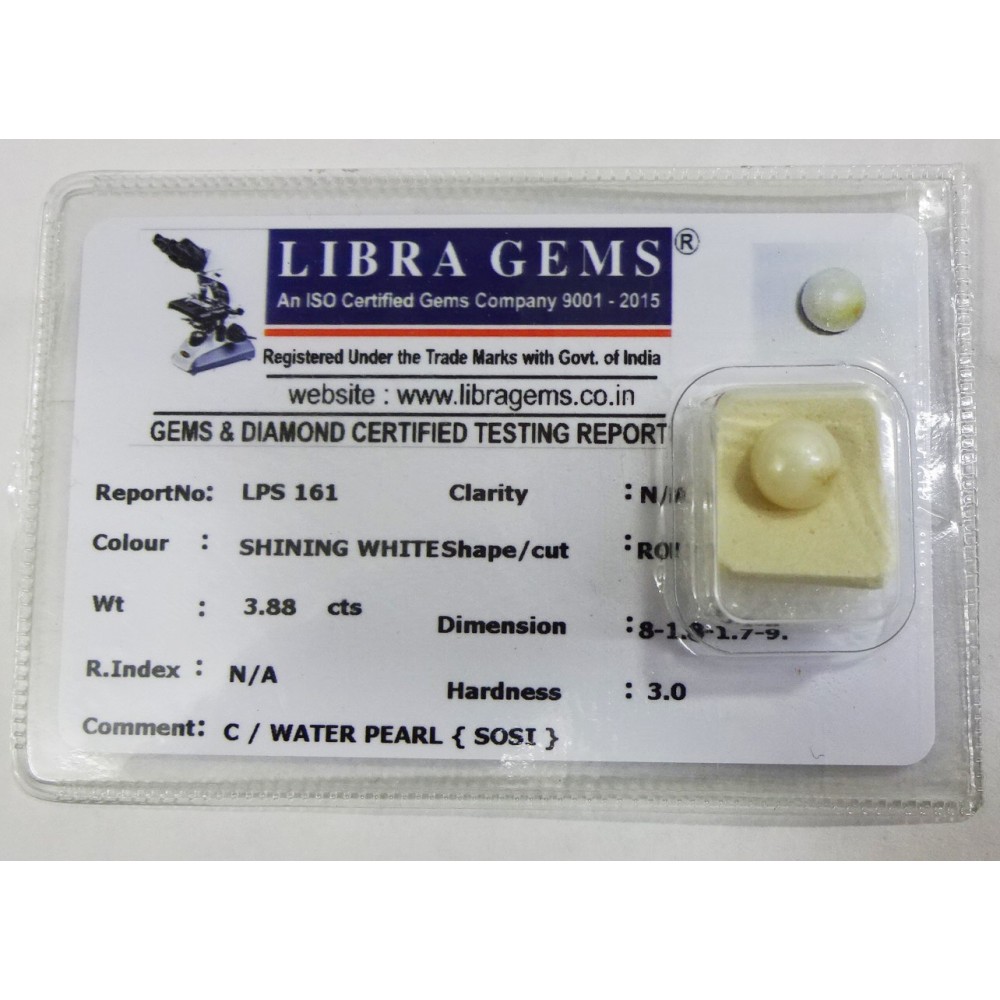 LIBRA GEMS ®
An ISO Certified Gems Company 9001 - 2015
Registered Under the Trade Marks with Govt. of India
website : www.libragems.co.in
GEMS & DIAMOND CERTIFIED TESTING REPORT
ReportNo: LPS 161 Clarity : N/A
Colour : SHINING WHITE Shape/cut :
Wt : 3.88 cts Dimension :
R.Index : N/A Hardness : 3.0
Comment: C / WATER PEARL { SOSI }